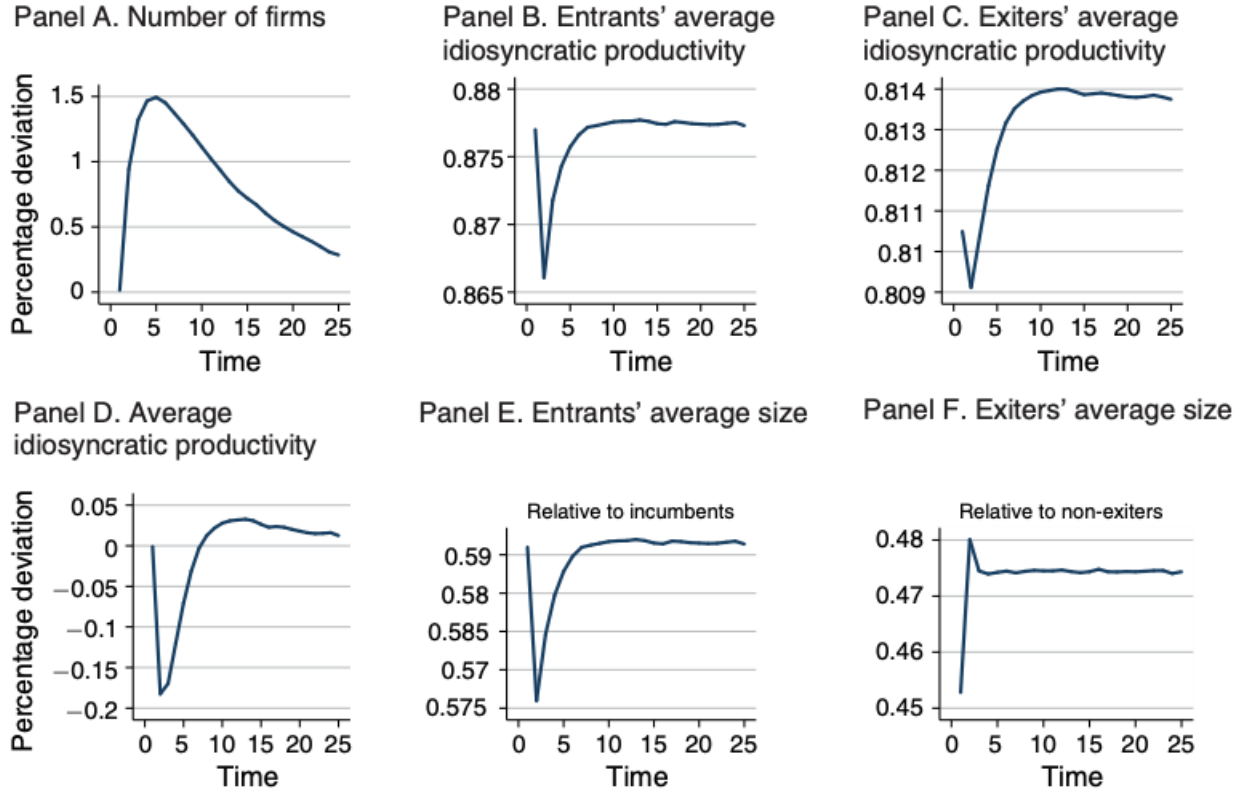 Panel A. Number of firms
Percentage deviation
1.5
1
0.5
0
0 5 10 15 20 25
Time
Panel B. Entrants’ average
idiosyncratic productivity
0.88
0.875
0.87
0.865
0 5 10 15 20 25
Time
Panel C. Exiters’ average
idiosyncratic productivity
0.814
0.813
0.812
0.811
0.81
0.809
0 5 10 15 20 25
Time
Panel D. Average
idiosyncratic productivity
Percentage deviation
0.05
0
−0.05
−0.1
−0.15
−0.2
0 5 10 15 20 25
Time
Panel E. Entrants’ average size
Relative to incumbents
0.59
0.58
0.585
0.57
0.575
0 5 10 15 20 25
Time
Panel F. Exiters’ average size
Relative to non-exiters
0.48
0.47
0.46
0.45
0 5 10 15 20 25
Time